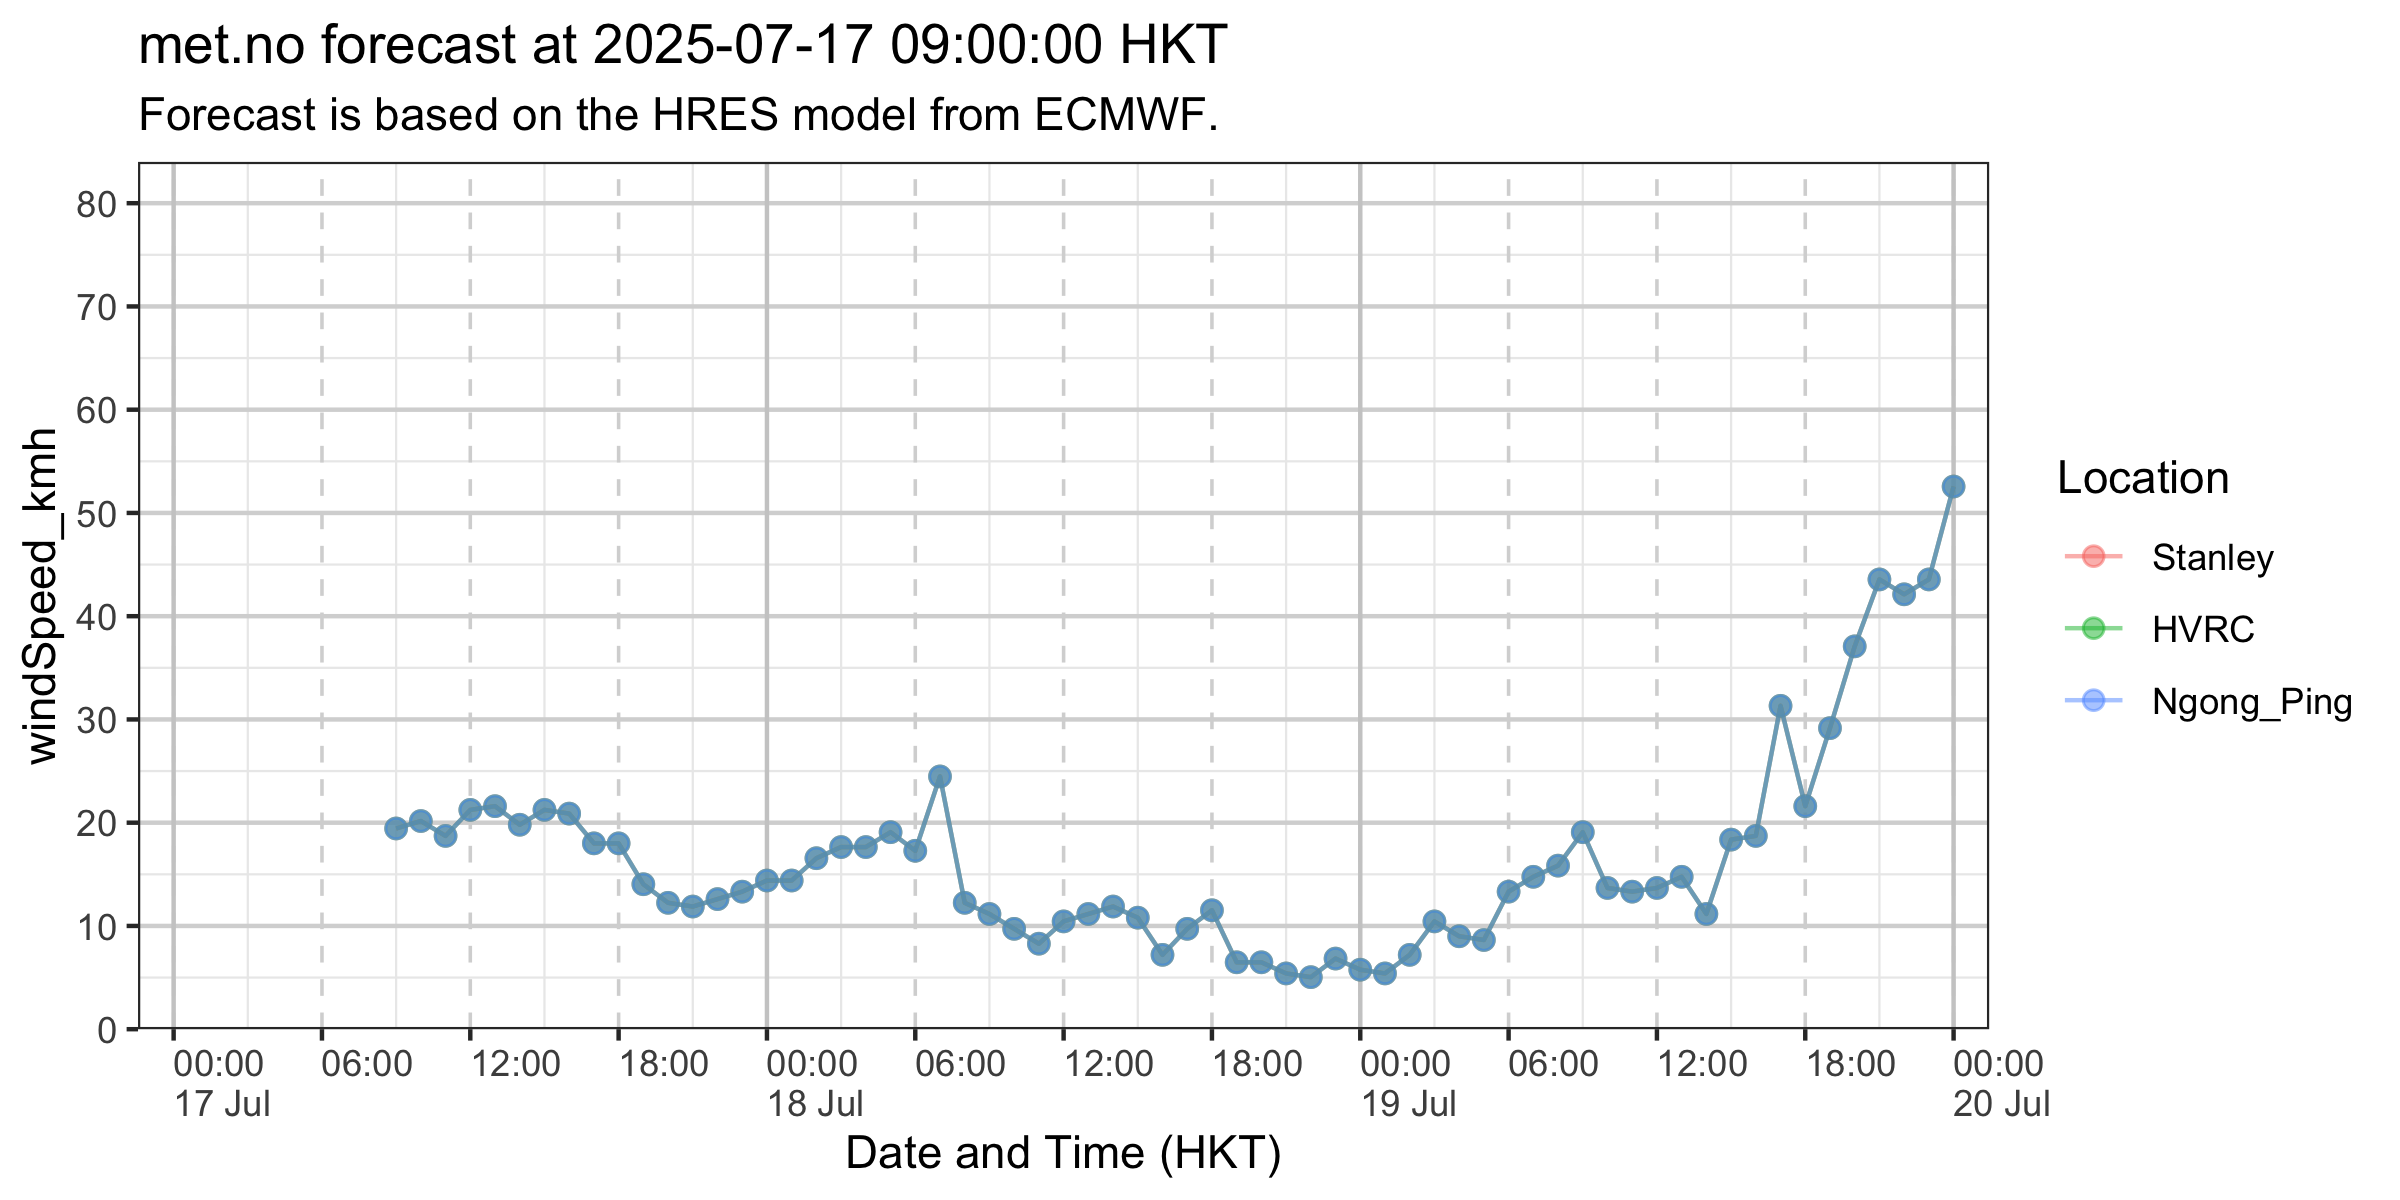 met.no forecast at 2025-07-17 09:00:00 HKT
Forecast is based on the HRES model from ECMWF.
windSpeed_kmh
80
70
60
50
40
30
20
10
0
00:00 06:00 12:00 18:00 00:00 06:00 12:00 18:00 00:00 06:00 12:00 18:00 00:00
17 Jul 18 Jul 19 Jul 20 Jul
Date and Time (HKT)
Location
Stanley
HVRC
Ngong_Ping